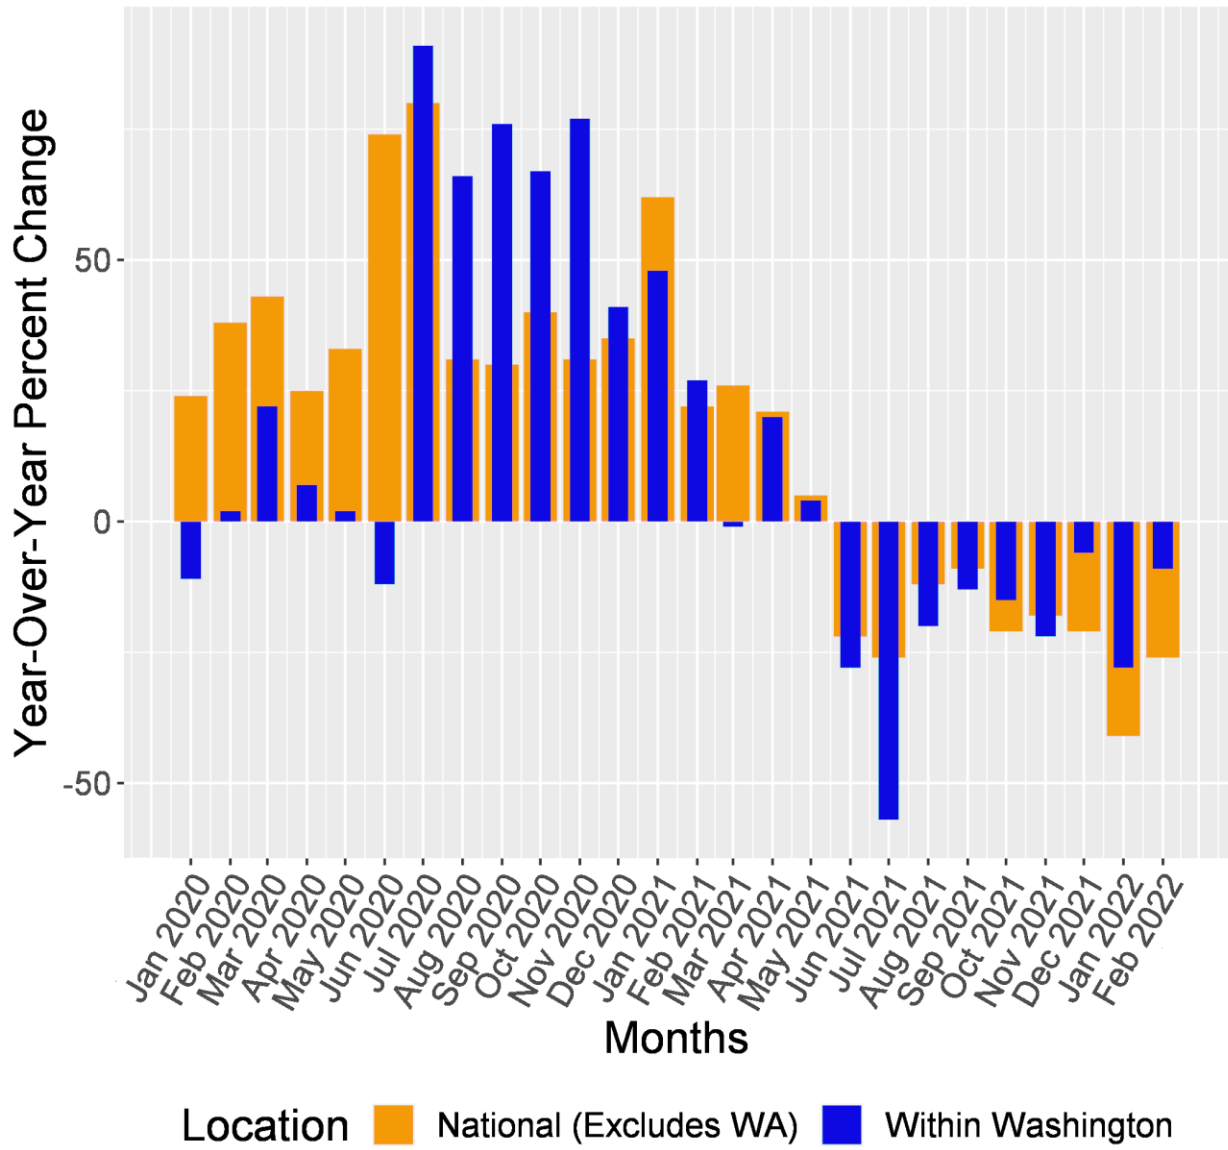 Year-Over-Year Percent Change
50
0
-50
Jan 2020
Feb 2020
Mar 2020
Apr 2020
May 2020
Jun 2020
Jul 2020
Aug 2020
Sep 2020
Oct 2020
Nov 2020
Dec 2020
Jan 2021
Feb 2021
Mar 2021
Apr 2021
May 2021
Jun 2021
Jul 2021
Aug 2021
Sep 2021
Oct 2021
Nov 2021
Dec 2021
Jan 2022
Feb 2022
Months
Location National (Excludes WA) Within Washington